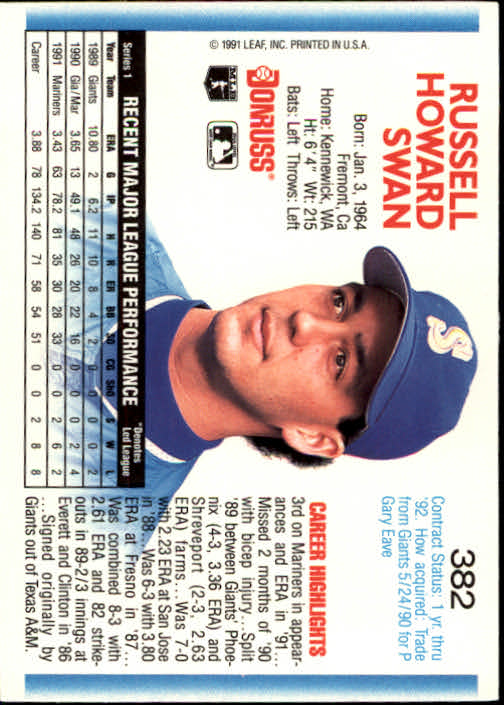 RUSSELL
HOWARD
SWAN
Born: Jan. 3, 1964
Fremont, Ca
Home: Kennewick, WA
Ht: 6'4" Wt: 215
Bats: Left Throws: Left
DONRUSS®
MLB
© 1991 LEAF, INC. PRINTED IN U.S.A.
S
382
Contract Status: 1 yr. thru
'92. How acquired: Trade
from Giants 5/24/90 for P
Gary Eave
CAREER HIGHLIGHTS
3rd on Mariners in appear-
ances and ERA in '91...
Missed 2 months of '90
with bicep injury...Split
'89 between Giants' Phoe-
nix (4-3, 3.36 ERA) and
Shreveport (2-3, 2.63
ERA) farms...Was 7-0
with 2.23 ERA at San Jose
in '88. Was 6-3 with 3.80
ERA at Fresno in '87...
Was combined 8-3 with
2.61 ERA and 82 strike-
outs in 89-2/3 innings at
Everett and Clinton in '86
...Signed originally by
Giants out of Texas A&M.
Series 1 RECENT MAJOR LEAGUE PERFORMANCE *Denotes Led League
Year Team ERA G IP H R ER BB SO CG ShO S W L
1989 Giants 10.80 2 6.2 11 10 8 4 2 0 0 0 0 2
1990 Gia/Mar 3.65 13 49.1 48 26 20 22 16 0 0 0 2 4
1991 Mariners 3.43 63 78.2 81 35 30 28 33 0 0 2 6 2
Career 3.88 78 134.2 140 71 58 54 51 0 0 2 8 8